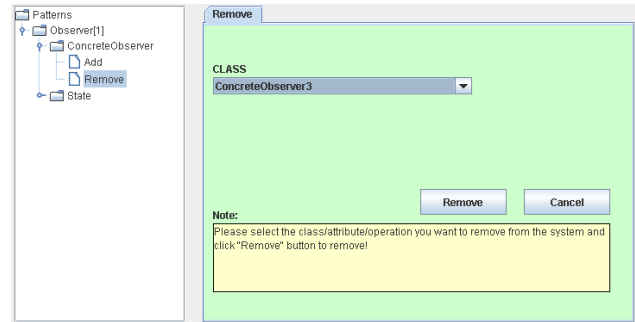 Patterns
Observer[1]
ConcreteObserver
Add
Remove
State
Remove
CLASS
ConcreteObserver3
Remove Cancel
Note:
Please select the class/attribute/operation you want to remove from the system and
click "Remove" button to remove!